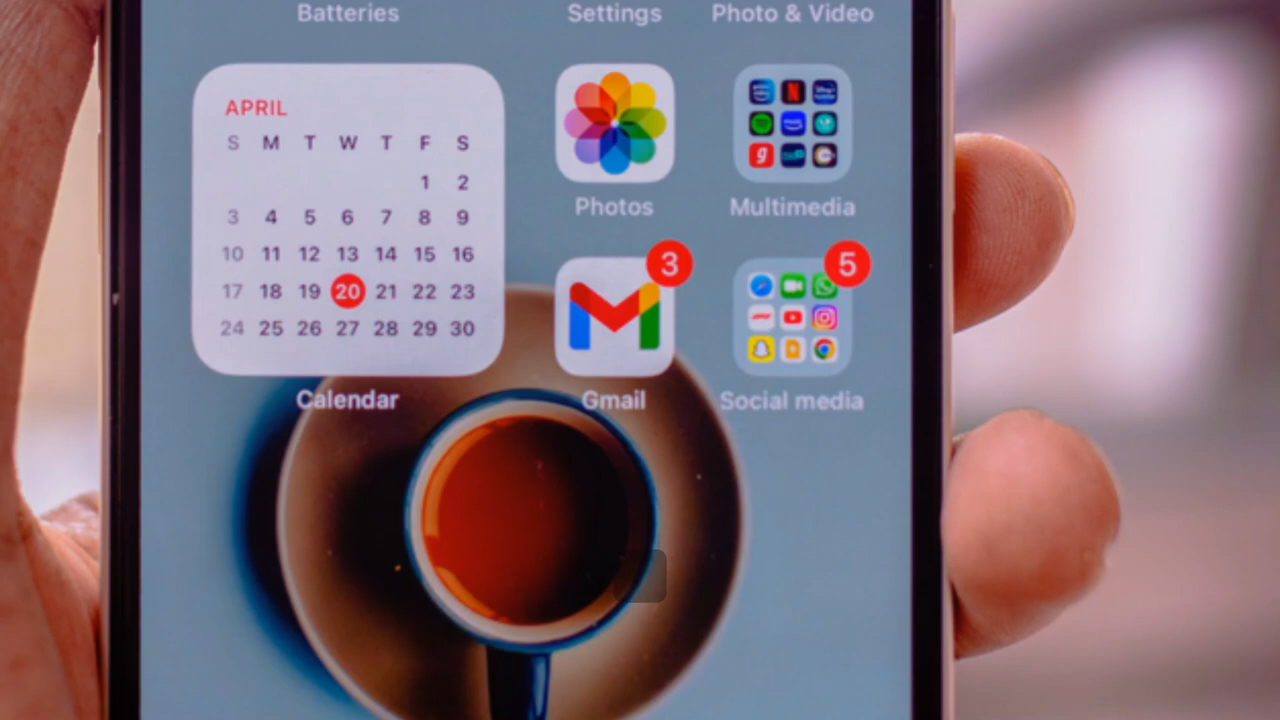 Batteries Settings Photo & Video
APRIL
S M T W T F S
1 2
3 4 5 6 7 8 9
10 11 12 13 14 15 16
17 18 19 20 21 22 23
24 25 26 27 28 29 30
Calendar
Photos Multimedia
3 5
Gmail Social media